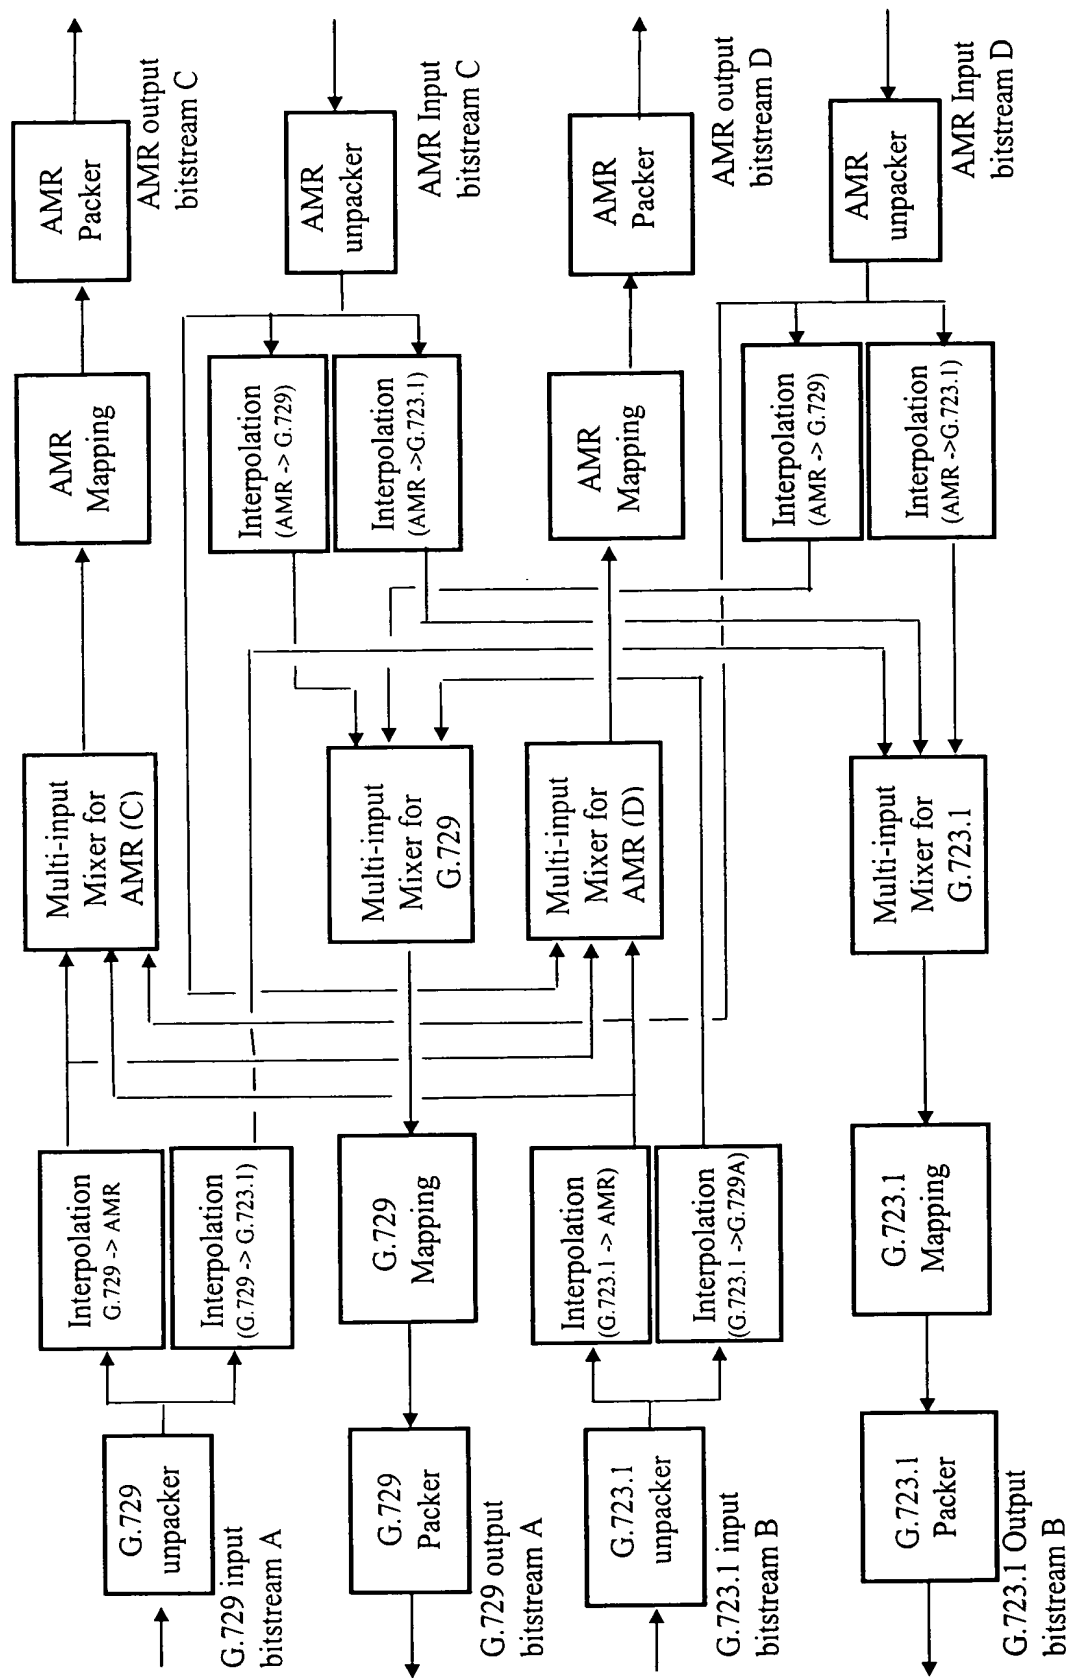 G.729
unpacker
G.729 input
bitstream A
Interpolation
G.729 -> AMR
Interpolation
(G.729 -> G.723.1)
Multi-input
Mixer for
AMR (C)
AMR
Mapping
AMR
Packer
AMR output
bitstream C
G.729
Packer
G.729 output
bitstream A
G.729
Mapping
Multi-input
Mixer for
G.729
Interpolation
(AMR -> G.729)
Interpolation
(AMR ->G.723.1)
AMR
unpacker
AMR Input
bitstream C
G.723.1
unpacker
G.723.1 input
bitstream B
Interpolation
(G.723.1 -> AMR)
Interpolation
(G.723.1 ->G.729A)
Multi-input
Mixer for
AMR (D)
AMR
Mapping
AMR
Packer
AMR output
bitstream D
G.723.1
Packer
G.723.1 Output
bitstream B
G.723.1
Mapping
Multi-input
Mixer for
G.723.1
Interpolation
(AMR -> G.729)
Interpolation
(AMR ->G.723.1)
AMR
unpacker
AMR Input
bitstream D